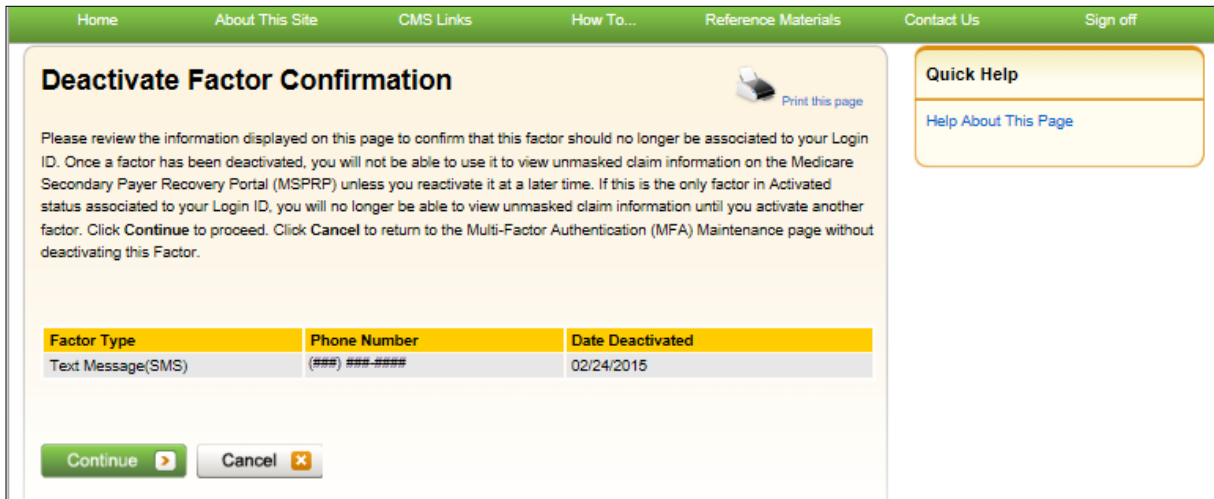 Home About This Site CMS Links How To... Reference Materials Contact Us Sign off
Deactivate Factor Confirmation
Print this page
Please review the information displayed on this page to confirm that this factor should no longer be associated to your Login
ID. Once a factor has been deactivated, you will not be able to use it to view unmasked claim information on the Medicare
Secondary Payer Recovery Portal (MSPRP) unless you reactivate it at a later time. If this is the only factor in Activated
status associated to your Login ID, you will no longer be able to view unmasked claim information until you activate another
factor. Click Continue to proceed. Click Cancel to return to the Multi-Factor Authentication (MFA) Maintenance page without
deactivating this Factor.
Factor Type Phone Number Date Deactivated
Text Message(SMS) (###) ###-#### 02/24/2015
Continue Cancel
Quick Help
Help About This Page